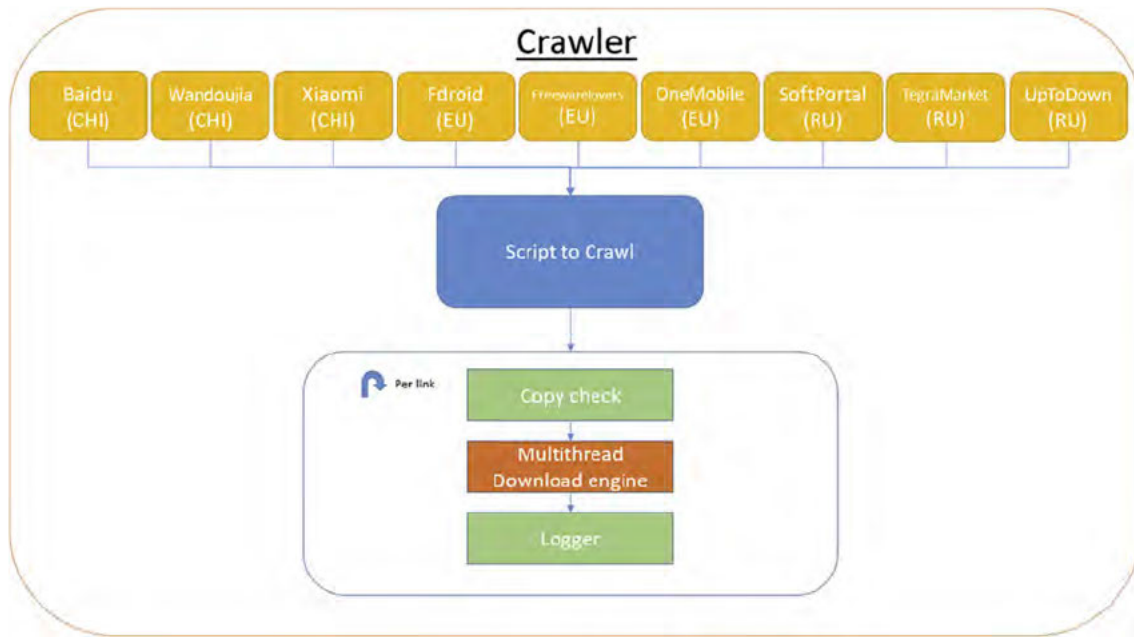 Crawler
Baidu
(CHI)
Wandoujia
(CHI)
Xiaomi
(CHI)
Fdroid
(EU)
Freewarelovers
(EU)
OneMobile
(EU)
SoftPortal
(RU)
TegraMarket
(RU)
UpToDown
(RU)
Script to Crawl
Per link
Copy check
Multithread
Download engine
Logger